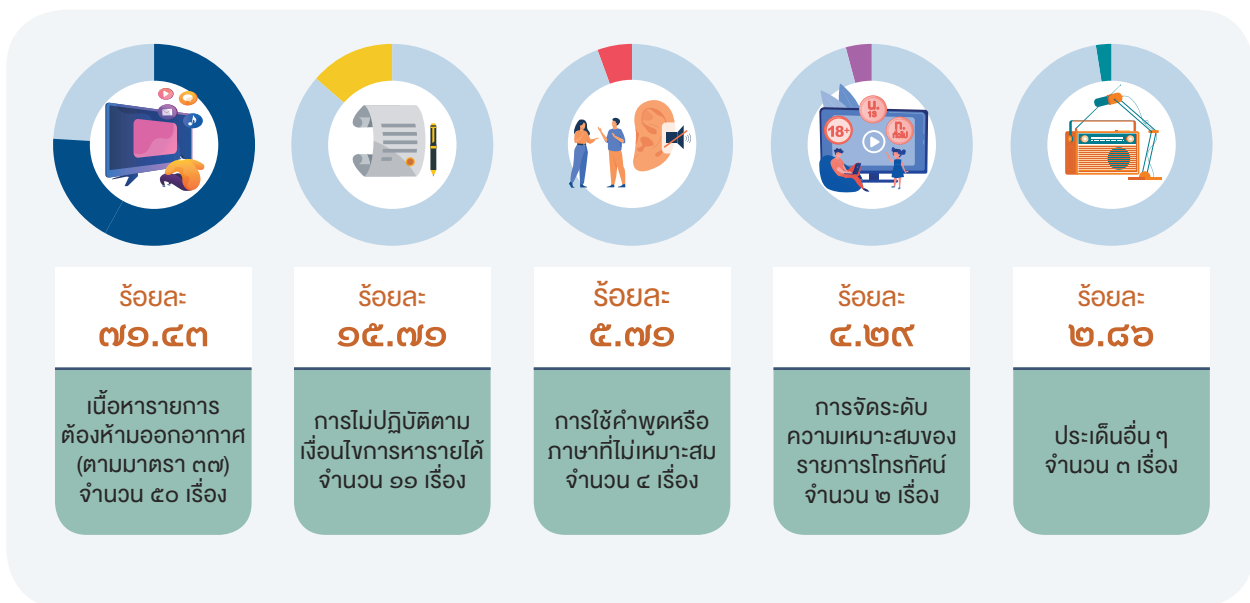 ร้อยละ
๗๑.๔๓
เนื้อหารายการ
ต้องห้ามออกอากาศ
(ตามมาตรา ๓๗)
จำนวน ๕๐ เรื่อง
ร้อยละ
๑๕.๗๑
การไม่ปฏิบัติตาม
เงื่อนไขการหารายได้
จำนวน ๑๑ เรื่อง
ร้อยละ
๕.๗๑
การใช้คำพูดหรือ
ภาษาที่ไม่เหมาะสม
จำนวน ๔ เรื่อง
18+
น.
18
ท.
ทั่วไป
ร้อยละ
๔.๒๙
การจัดระดับ
ความเหมาะสมของ
รายการโทรทัศน์
จำนวน ๒ เรื่อง
ร้อยละ
๒.๘๖
ประเด็นอื่น ๆ
จำนวน ๓ เรื่อง